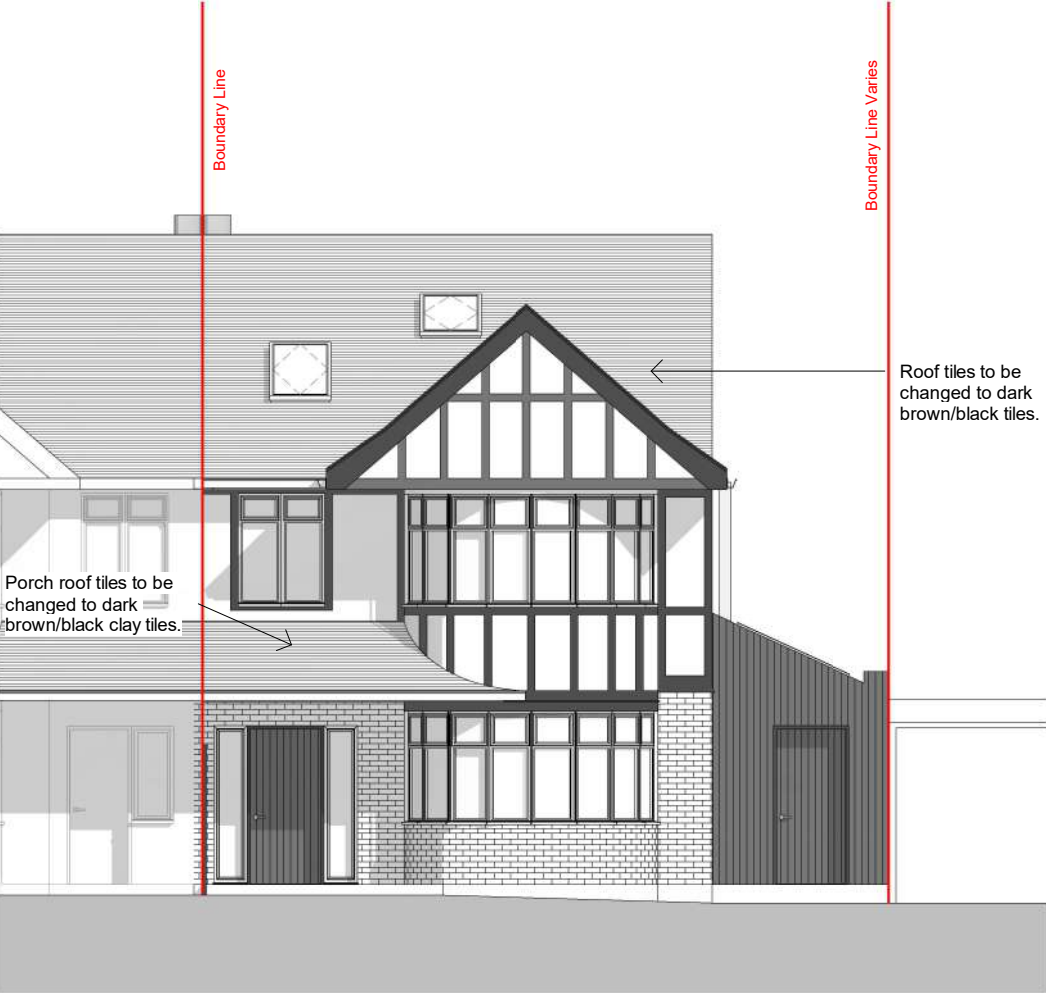 Boundary Line
Boundary Line Varies
Roof tiles to be
changed to dark
brown/black tiles.
Porch roof tiles to be
changed to dark
brown/black clay tiles.